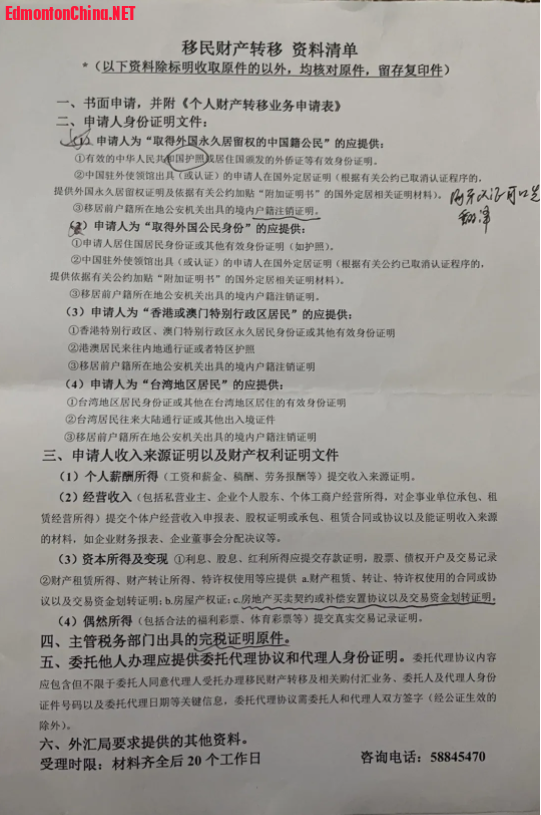 EdmontonChina.NET
移民财产转移 资料清单
*（以下资料除标明收取原件的以外，均核对原件，留存复印件）
一、书面申请，并附《个人财产转移业务申请表》
二、申请人身份证明文件：
（1）申请人为“取得外国永久居留权的中国籍公民”的应提供：
①有效的中华人民共和国护照或居住国颁发的外侨证等有效身份证明。
②中国驻外使领馆出具（或认证）的申请人在国外定居证明（根据有关公约已取消认证程序的，
提供外国永久居留权证明及依据有关公约加贴“附加证明书”的国外定居相关证明材料）。
③移居前户籍所在地公安机关出具的境内户籍注销证明。
翻译
（2）申请人为“取得外国公民身份”的应提供：
①申请人居住国居民身份证或其他有效身份证明（如护照）。
②中国驻外使领馆出具（或认证）的申请人在国外定居证明（根据有关公约已取消认证程序的，
提供依据有关公约加贴“附加证明书”的国外定居相关证明材料）。
③移居前户籍所在地公安机关出具的境内户籍注销证明。
（3）申请人为“香港或澳门特别行政区居民”的应提供：
①香港特别行政区、澳门特别行政区永久居民身份证或其他有效身份证明
②港澳居民来往内地通行证或者特区护照
③移居前户籍所在地公安机关出具的境内户籍注销证明
（4）申请人为“台湾地区居民”的应提供：
①台湾地区居民身份证或其他在台湾地区居住的有效身份证明
②台湾居民往来大陆通行证或其他出入境证件
③移居前户籍所在地公安机关出具的境内户籍注销证明
三、申请人收入来源证明以及财产权利证明文件
（1）个人薪酬所得（工资和薪金、稿酬、劳务报酬等）提交收入来源证明。
（2）经营收入（包括私营业主、企业个人股东、个体工商户经营所得，对企事业单位承包、租
赁经营所得）提交个体户经营收入申报表、股权证明或承包、租赁合同或协议以及能证明收入来源
的材料，如企业财务报表、企业董事会分配决议等。
（3）资本所得及变现 ①利息、股息、红利所得应提交存款证明，股票、债权开户及交易记录
②财产租赁所得、财产转让所得、特许权使用等应提供 a.财产租赁、转让、特许权使用的合同或协
议以及交易资金划转证明；b.房屋产权证；c.房地产买卖契约或补偿安置协议以及交易资金划转证明。
（4）偶然所得（包括合法的福利彩票、体育彩票等）提交真实交易记录证明。
四、主管税务部门出具的完税证明原件。
五、委托他人办理应提供委托代理协议和代理人身份证明。委托代理协议内容
应包含但不限于委托人同意代理人受托办理移民财产转移及相关购付汇业务、委托人及代理人身份
证件号码以及委托代理日期等关键信息，委托代理协议需委托人和代理人双方签字（经公证生效的
除外）。
六、外汇局要求提供的其他资料。
受理时限：材料齐全后 20 个工作日 咨询电话：58845470